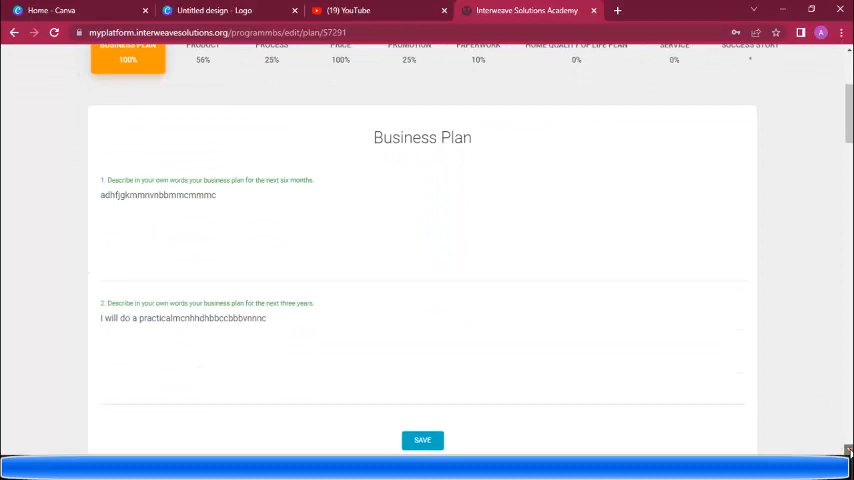 Home - Canva
Untitled design - Logo
(19) YouTube
Interweave Solutions Academy
myplatform.interweavesolutions.org/programmbs/edit/plan/57291
A
BUSINESS PLAN PRODUCT PROCESS PRICE PROMOTION PAPERWORK HOME QUALITY OF LIFE PLAN SERVICE SUCCESS STORY
100% 56% 25% 100% 25% 10% 0% 0% *
Business Plan
1. Describe in your own words your business plan for the next six months.
adhfjgkmmnvnbbmmcmmmc
2. Describe in your own words your business plan for the next three years.
I will do a practicalmcnhhdhbbccbbbvnnnc
SAVE